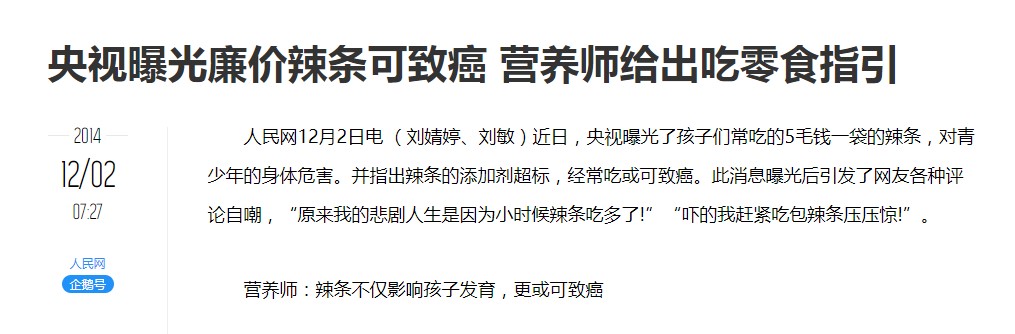 央视曝光廉价辣条可致癌 营养师给出吃零食指引
2014
12/02
07:27
人民网
企鹅号
人民网12月2日电 （刘婧婷、刘敏）近日，央视曝光了孩子们常吃的5毛钱一袋的辣条，对青
少年的身体危害。并指出辣条的添加剂超标，经常吃或可致癌。此消息曝光后引发了网友各种评
论自嘲，“原来我的悲剧人生是因为小时候辣条吃多了!”“吓的我赶紧吃包辣条压压惊!”。
营养师：辣条不仅影响孩子发育，更或可致癌